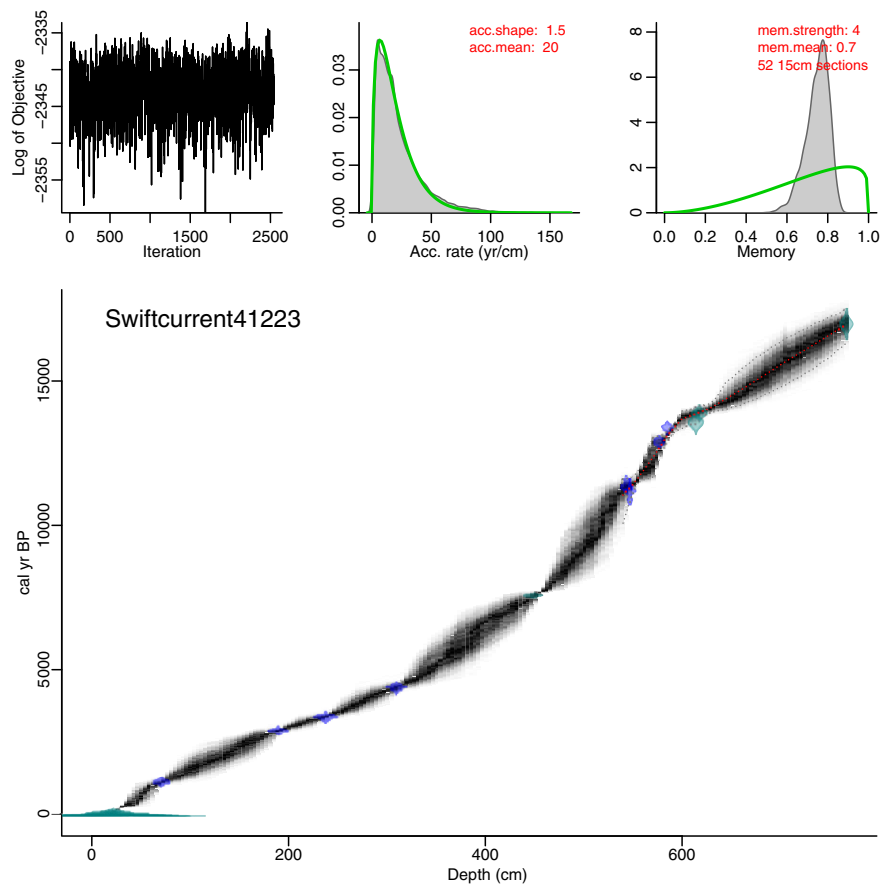 −2335
−2345
−2355
Log of Objective
0 500 1500 2500
Iteration
acc.shape: 1.5
acc.mean: 20
0.00 0.01 0.03
0 50 100 150
Acc. rate (yr/cm)
mem.strength: 4
mem.mean: 0.7
52 15cm sections
0 2 4 6 8
0.0 0.2 0.4 0.6 0.8 1.0
Memory
Swiftcurrent41223
0 5000 10000 15000
cal yr BP
0 200 400 600
Depth (cm)